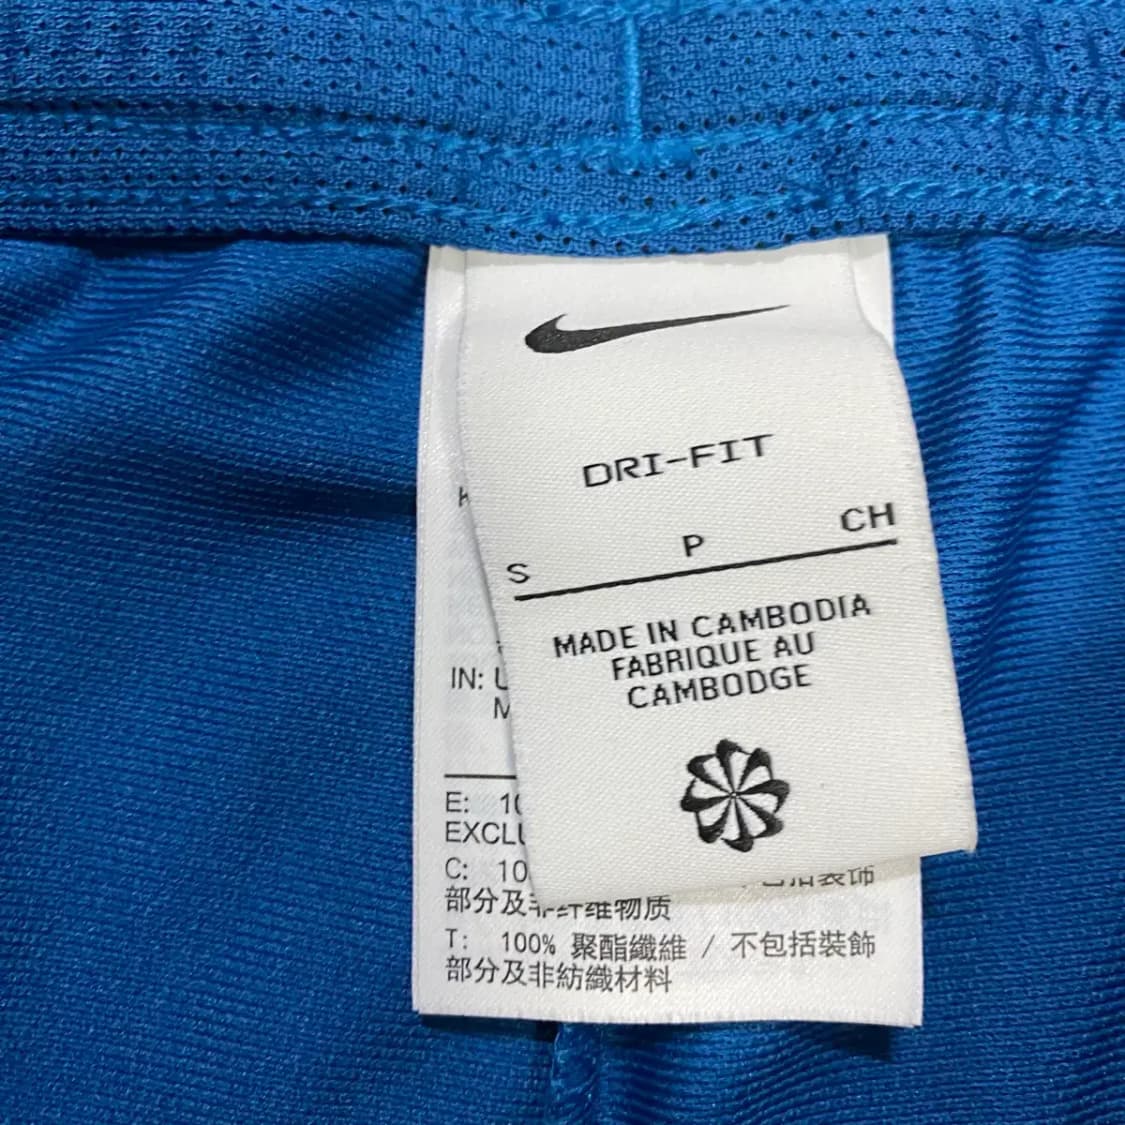 DRI-FIT
S P CH
MADE IN CAMBODIA
FABRIQUE AU
CAMBODGE
IN:
E:
C:
部分及非纤维物质
T: 100% 聚酯纖維 / 不包括裝飾
部分及非紡織材料